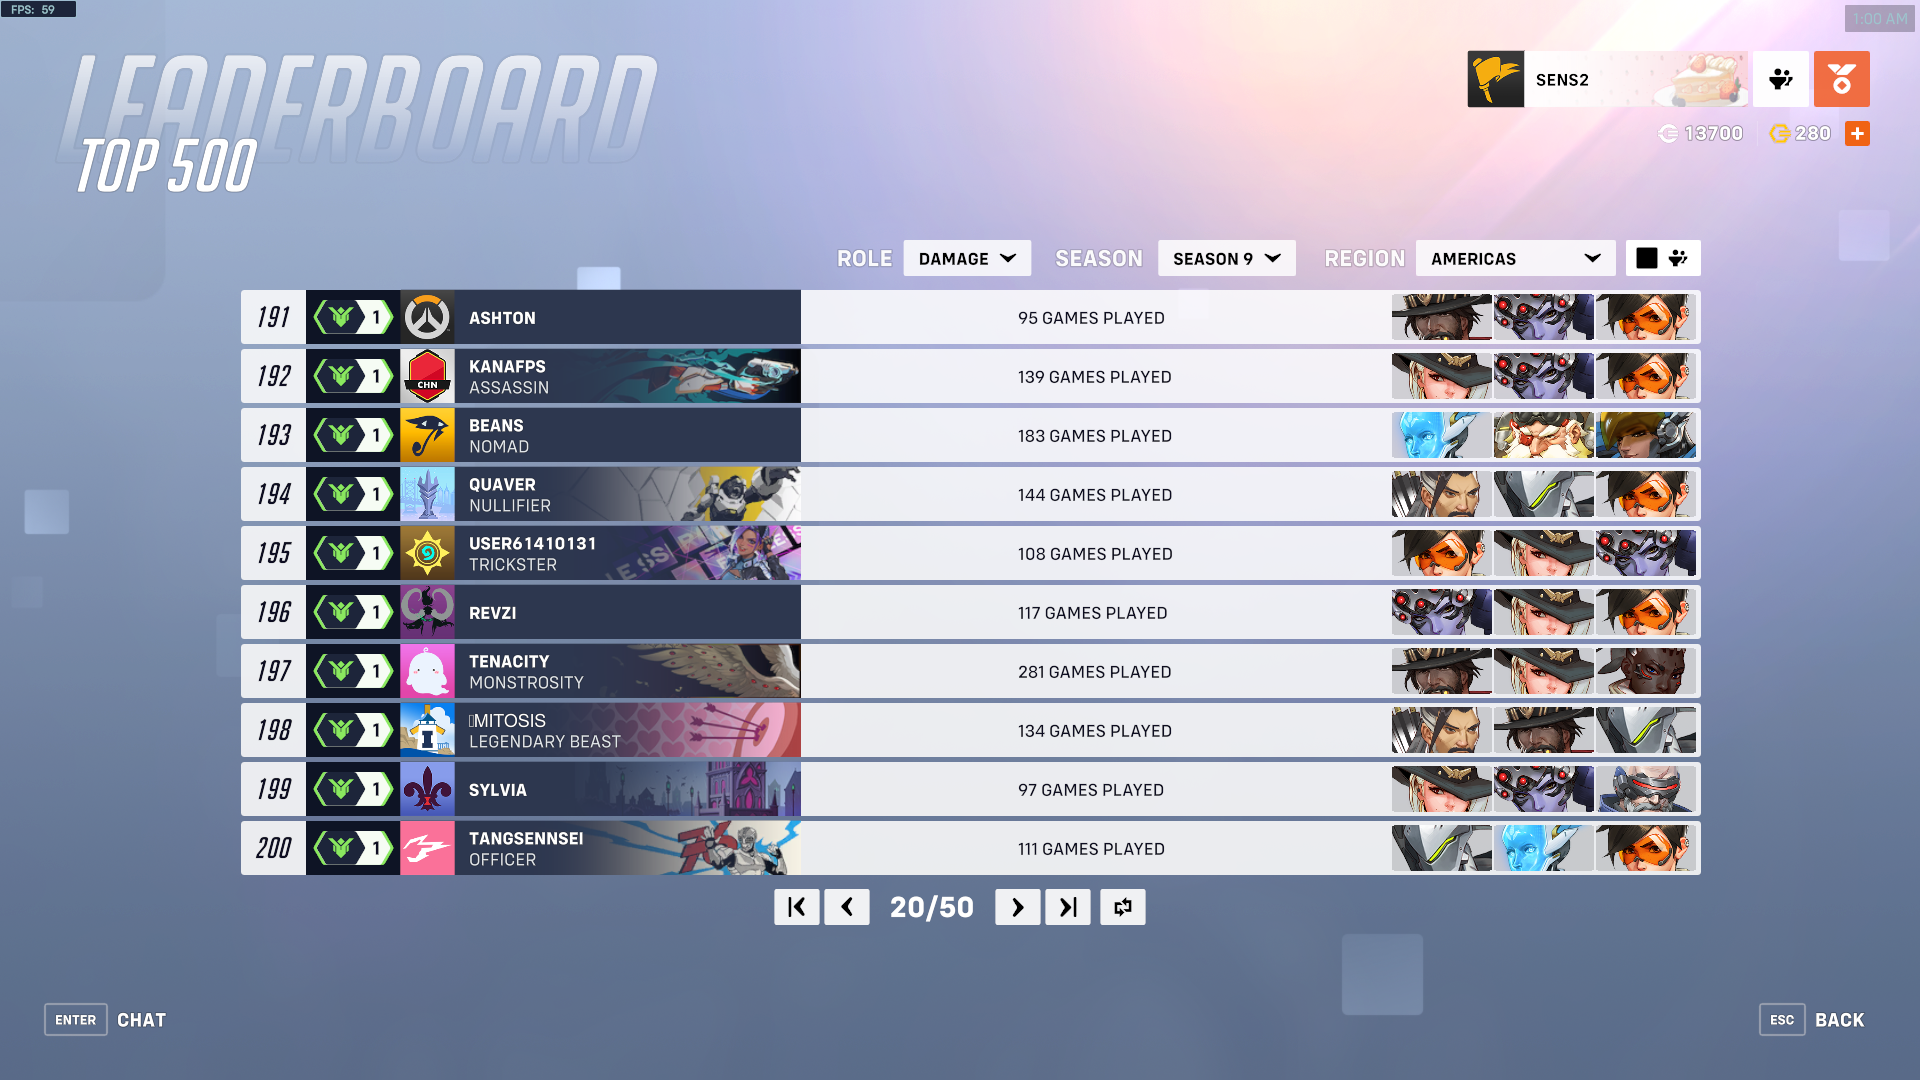 FPS: 59
1:00 AM
LEADERBOARD
TOP 500
SENS2
13700
280
ROLE
DAMAGE
SEASON
SEASON 9
REGION
AMERICAS
191 1 ASHTON 95 GAMES PLAYED
192 1 CHN KANAFPS 139 GAMES PLAYED
ASSASSIN
193 1 BEANS 183 GAMES PLAYED
NOMAD
194 1 QUAVER 144 GAMES PLAYED
NULLIFIER
195 1 USER61410131 108 GAMES PLAYED
TRICKSTER
196 1 REVZI 117 GAMES PLAYED
197 1 TENACITY 281 GAMES PLAYED
MONSTROSITY
198 1 MITOSIS 134 GAMES PLAYED
LEGENDARY BEAST
199 1 SYLVIA 97 GAMES PLAYED
200 1 TANGSENNSEI 111 GAMES PLAYED
OFFICER
20/50
ENTER CHAT
ESC BACK